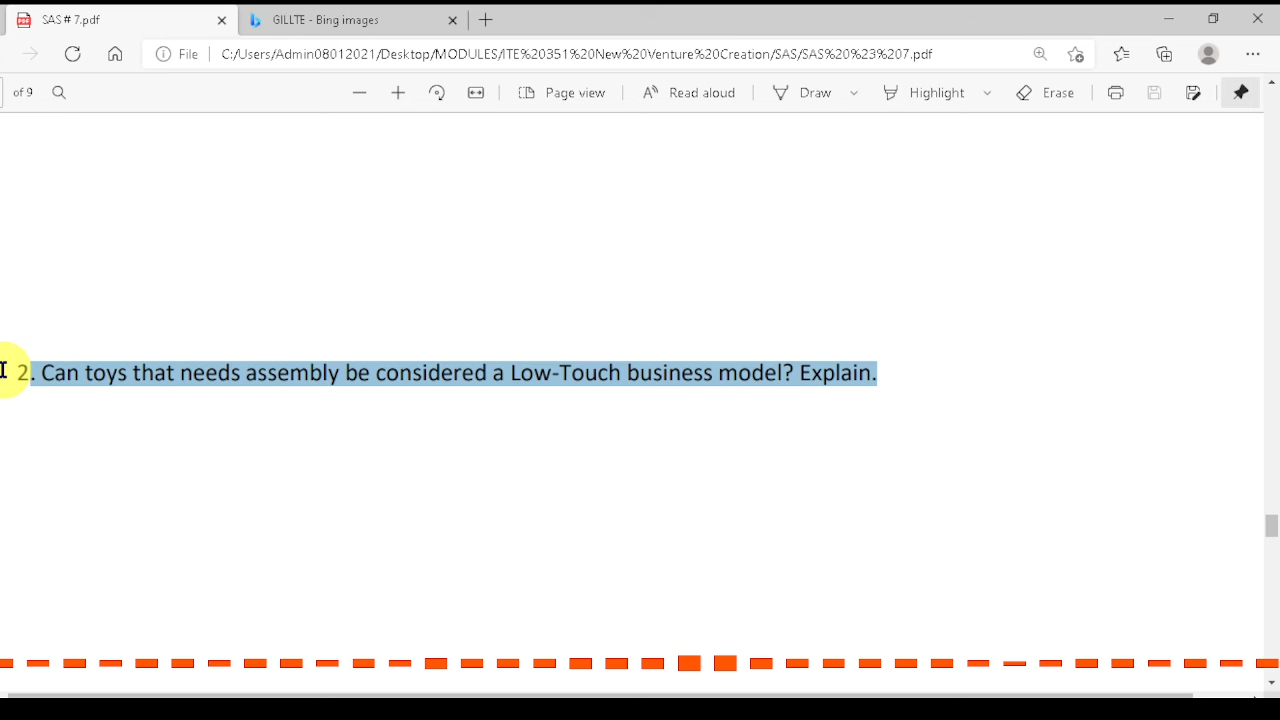 SAS # 7.pdf
GILLTE - Bing images
File
C:/Users/Admin08012021/Desktop/MODULES/ITE%20351%20New%20Venture%20Creation/SAS/SAS%20%23%207.pdf
of 9
Page view
Read aloud
Draw
Highlight
Erase
2. Can toys that needs assembly be considered a Low-Touch business model? Explain.